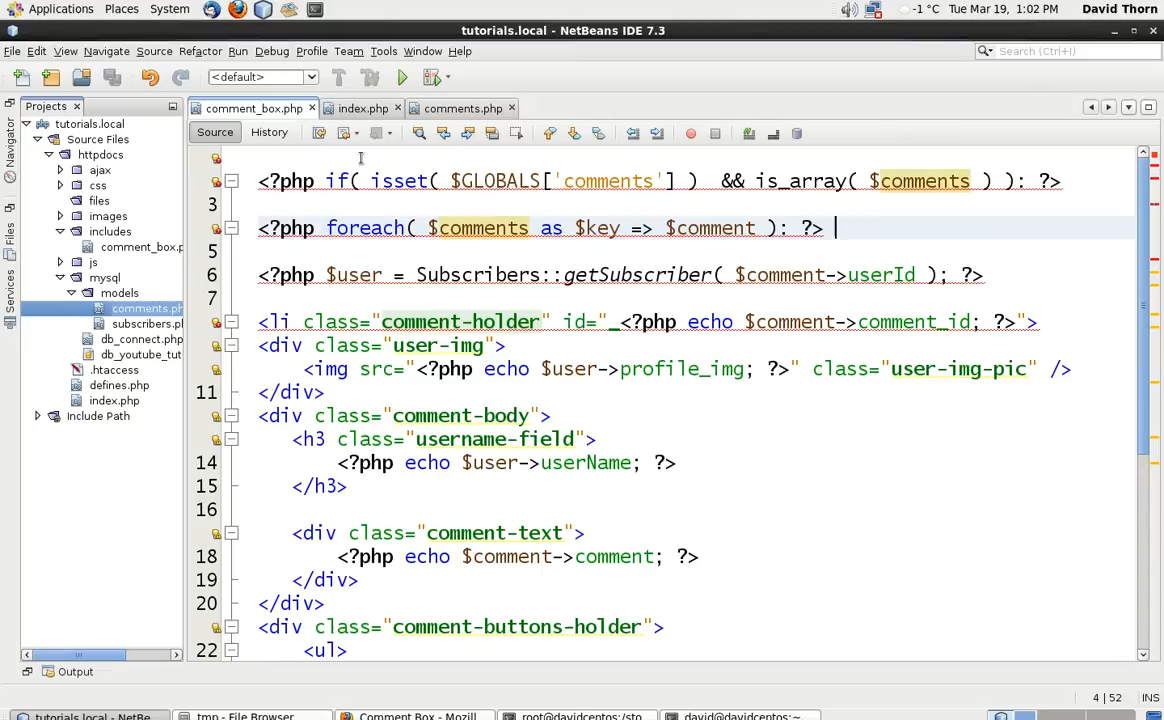 Applications Places System -1 °C Tue Mar 19, 1:02 PM David Thorn
tutorials.local - NetBeans IDE 7.3
File Edit View Navigate Source Refactor Run Debug Profile Team Tools Window Help Search (Ctrl+I)
<default>
Projects
comment_box.php index.php comments.php
Source History
Navigator
Files
Services
tutorials.local
Source Files
httpdocs
ajax
css
files
images
includes
comment_box.p
js
mysql
models
comments.ph
subscribers.pl
db_connect.php
db_youtube_tut
.htaccess
defines.php
index.php
Include Path
<?php if( isset( $GLOBALS['comments'] ) && is_array( $comments ) ): ?>
3
<?php foreach( $comments as $key => $comment ): ?>
5
6 <?php $user = Subscribers::getSubscriber( $comment->userId ); ?>
7
<li class="comment-holder" id="_<?php echo $comment->comment_id; ?>">
<div class="user-img">
<img src="<?php echo $user->profile_img; ?>" class="user-img-pic" />
11 </div>
<div class="comment-body">
<h3 class="username-field">
14 <?php echo $user->userName; ?>
15 </h3>
16
<div class="comment-text">
18 <?php echo $comment->comment; ?>
19 </div>
20 </div>
<div class="comment-buttons-holder">
22 <ul>
Output
4 | 52 INS
tutorials.local - NetBe tmp - File Browser Comment Box - Mozill root@davidcentos:/sto david@davidcentos:~